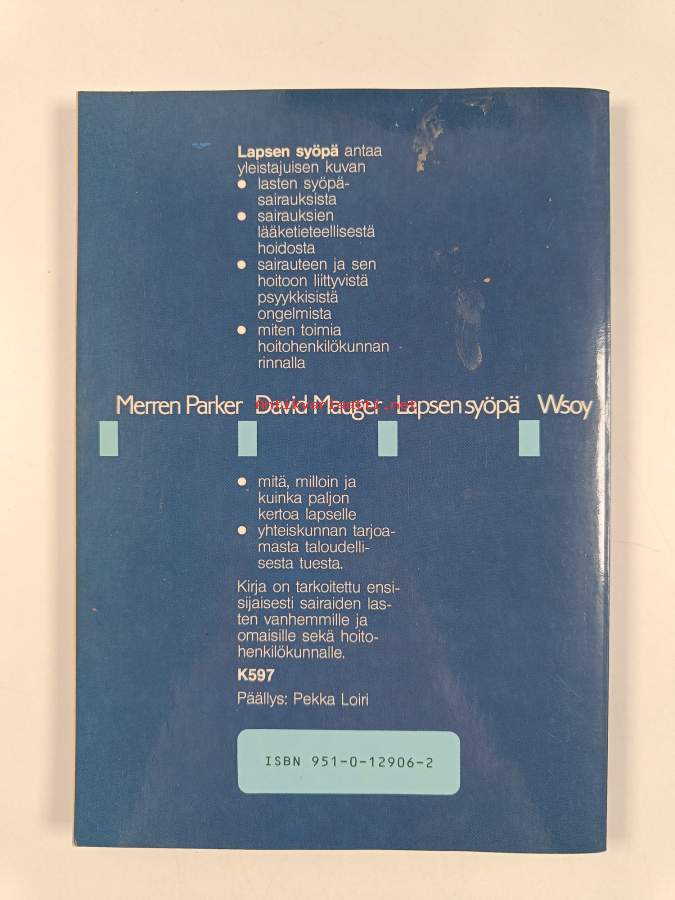 Lapsen syöpä antaa
yleistajuisen kuvan
● lasten syöpä-
sairauksista
● sairauksien
lääketieteellisestä
hoidosta
● sairauteen ja sen
hoitoon liittyvistä
psyykkisistä
ongelmista
● miten toimia
hoitohenkilökunnan
rinnalla
Merren Parker David Mauger Lapsen syöpä Wsoy
antikvariaatti.net
● mitä, milloin ja
kuinka paljon
kertoa lapselle
● yhteiskunnan tarjoa-
masta taloudelli-
sesta tuesta.
Kirja on tarkoitettu ensi-
sijaisesti sairaiden las-
ten vanhemmille ja
omaisille sekä hoito-
henkilökunnalle.
K597
Päällys: Pekka Loiri
ISBN 951-0-12906-2